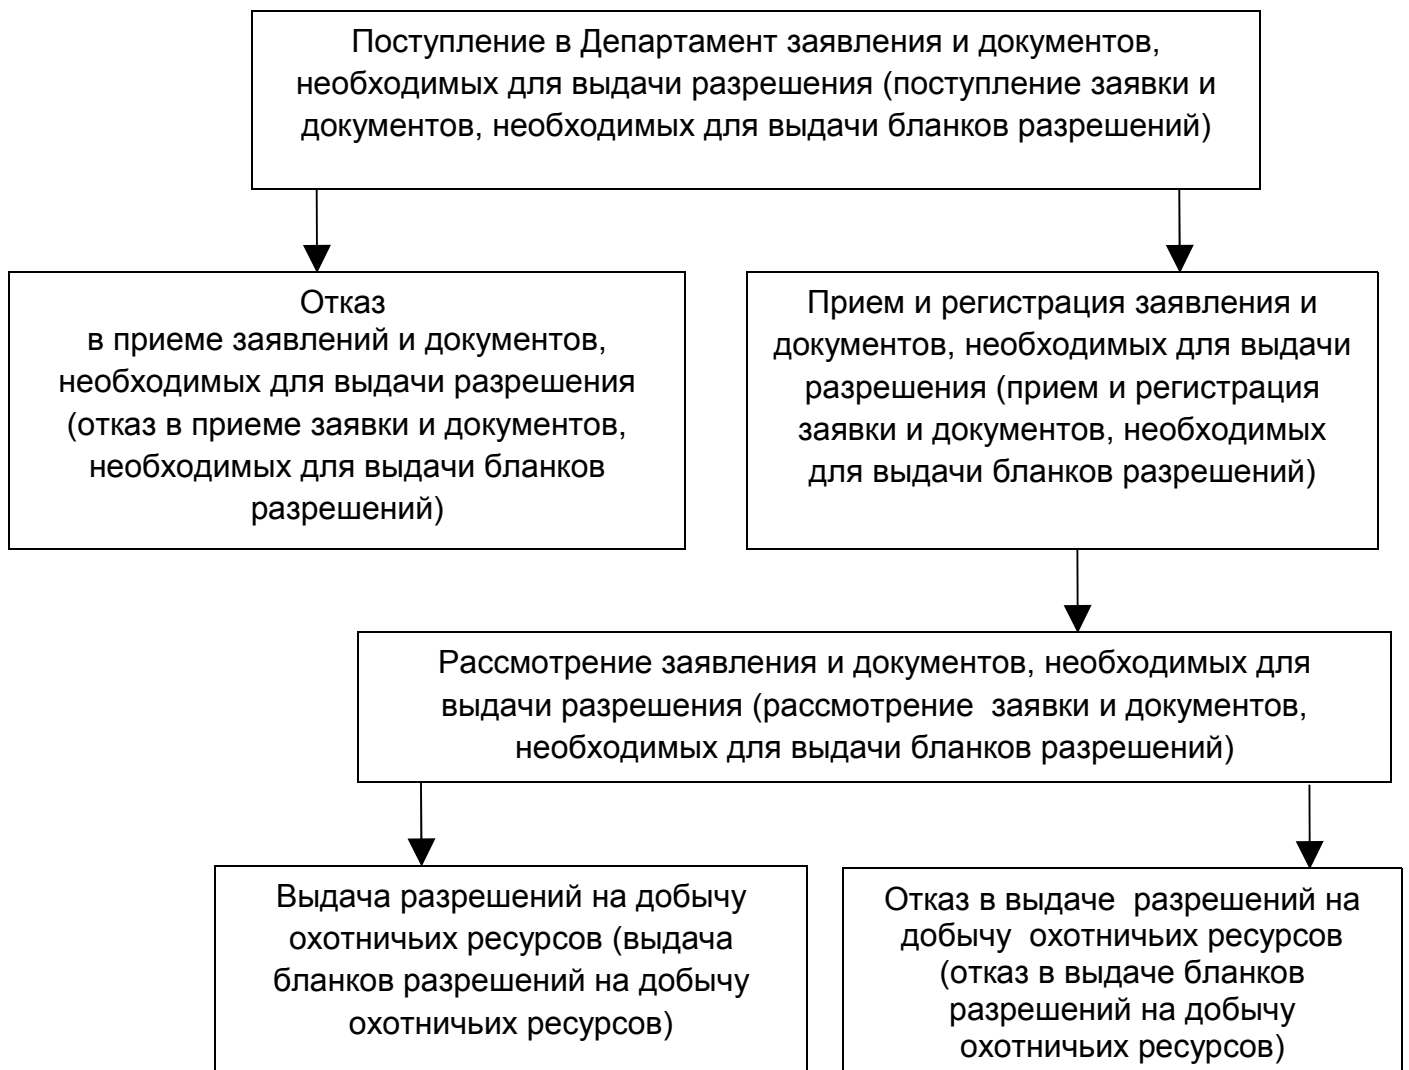 Поступление в Департамент заявления и документов,
необходимых для выдачи разрешения (поступление заявки и
документов, необходимых для выдачи бланков разрешений)
Отказ
в приеме заявлений и документов,
необходимых для выдачи разрешения
(отказ в приеме заявки и документов,
необходимых для выдачи бланков
разрешений)
Прием и регистрация заявления и
документов, необходимых для выдачи
разрешения (прием и регистрация
заявки и документов, необходимых
для выдачи бланков разрешений)
Рассмотрение заявления и документов, необходимых для
выдачи разрешения (рассмотрение  заявки и документов,
необходимых для выдачи бланков разрешений)
Выдача разрешений на добычу
охотничьих ресурсов (выдача
бланков разрешений на добычу
охотничьих ресурсов)
Отказ в выдаче  разрешений на
добычу  охотничьих ресурсов
(отказ в выдаче бланков
разрешений на добычу
охотничьих ресурсов)